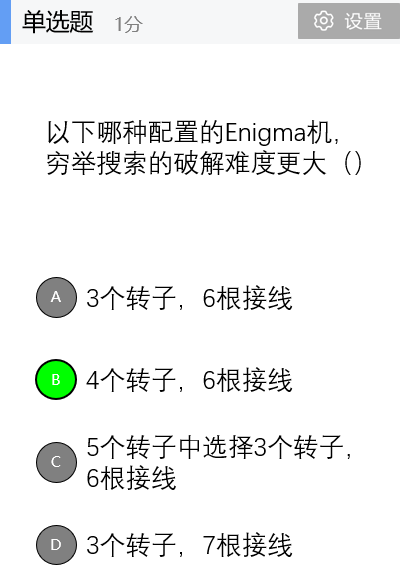 单选题 1分 设置
以下哪种配置的Enigma机，
穷举搜索的破解难度更大（）
A 3个转子，6根接线
B 4个转子，6根接线
C 5个转子中选择3个转子，
6根接线
D 3个转子，7根接线